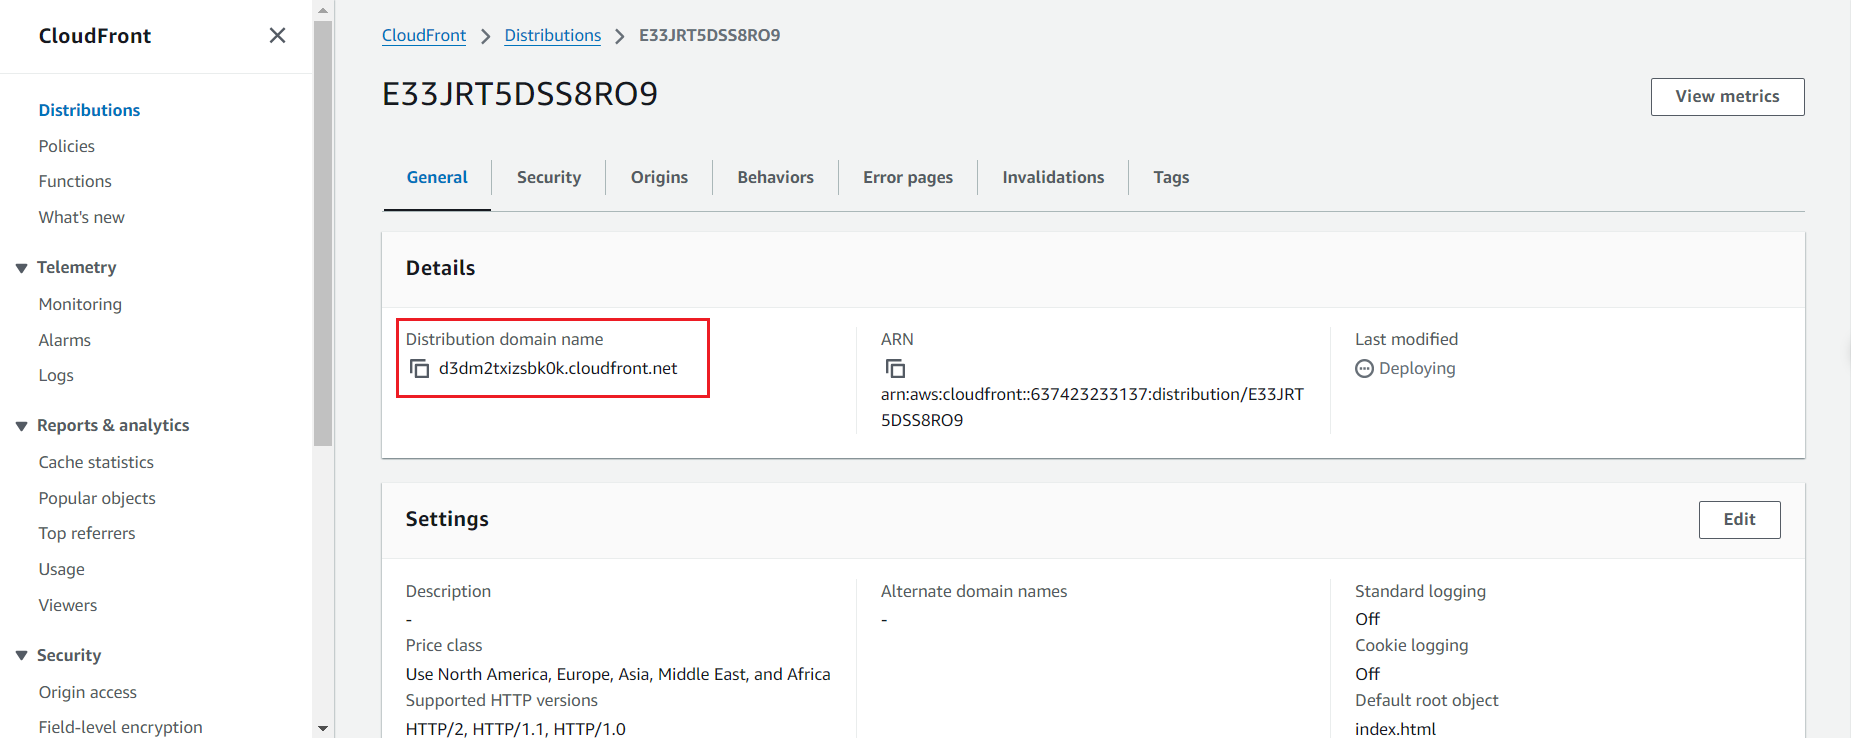 CloudFront
Distributions
Policies
Functions
What's new
Telemetry
Monitoring
Alarms
Logs
Reports & analytics
Cache statistics
Popular objects
Top referrers
Usage
Viewers
Security
Origin access
Field-level encryption
CloudFront > Distributions > E33JRT5DSS8RO9
E33JRT5DSS8RO9
View metrics
General Security Origins Behaviors Error pages Invalidations Tags
Details
Distribution domain name
d3dm2txizsbk0k.cloudfront.net
ARN
arn:aws:cloudfront::637423233137:distribution/E33JRT
5DSS8RO9
Last modified
Deploying
Settings
Edit
Description
-
Price class
Use North America, Europe, Asia, Middle East, and Africa
Supported HTTP versions
HTTP/2, HTTP/1.1, HTTP/1.0
Alternate domain names
-
Standard logging
Off
Cookie logging
Off
Default root object
index.html